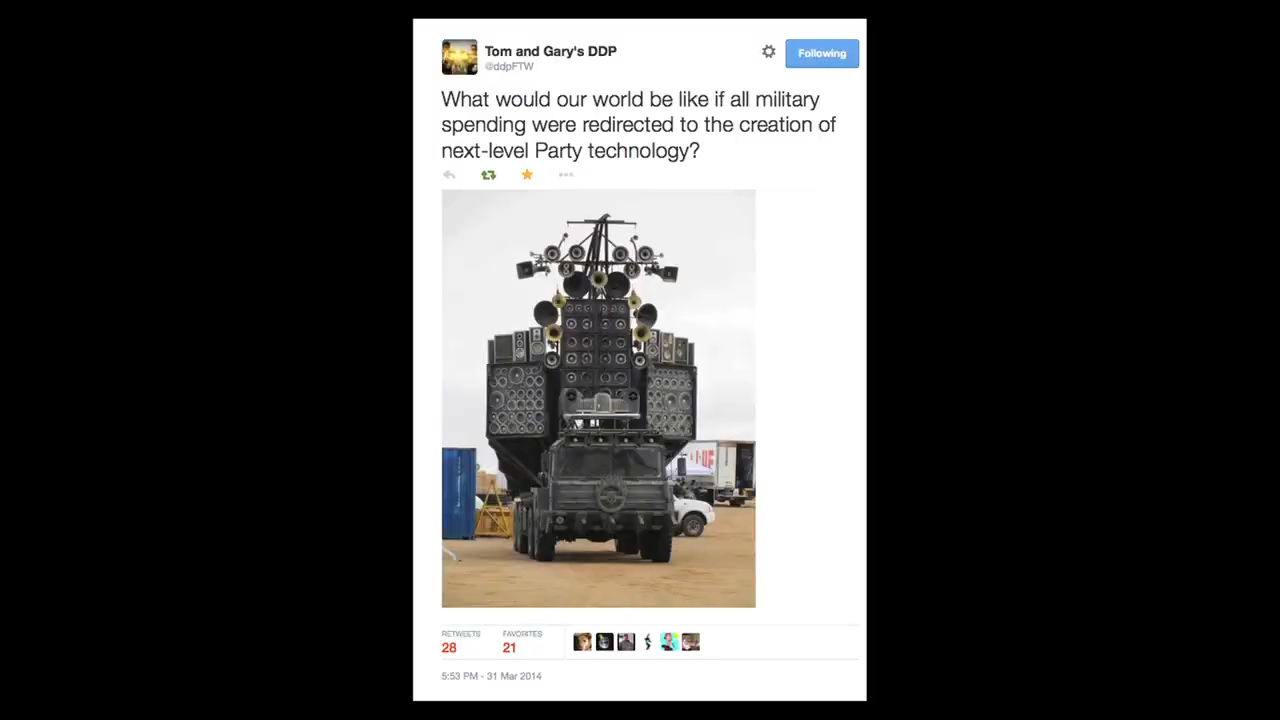 Tom and Gary's DDP
@ddpFTW
Following
What would our world be like if all military
spending were redirected to the creation of
next-level Party technology?
RETWEETS
FAVORITES
28
21
5:53 PM - 31 Mar 2014